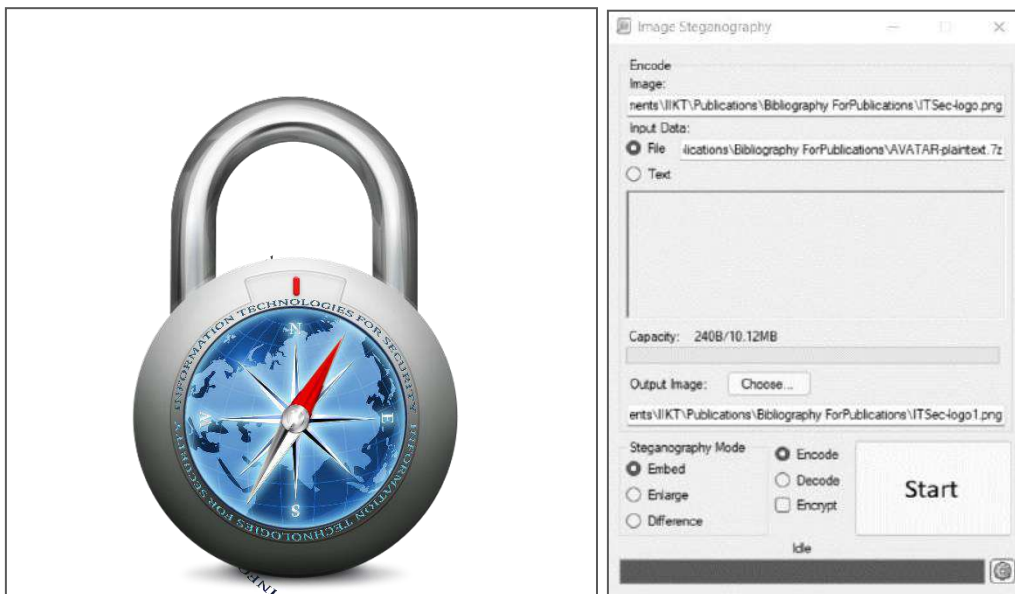 INFORMATION TECHNOLOGIES FOR SECURITY
INFORMATION TECHNOLOGIES FOR SECURITY
N
E
S
W
INFO
Image Steganography
Encode
Image:
nents\IIKT\Publications\Bibliography ForPublications\ITSec-logo.png
Input Data:
File
lications\Bibliography ForPublications\AVATAR-plaintext.7z
Text
Capacity: 240B/10.12MB
Output Image: Choose...
ents\IIKT\Publications\Bibliography ForPublications\ITSec-logo1.png
Steganography Mode
Embed
Enlarge
Difference
Encode
Decode
Encrypt
Start
Idle